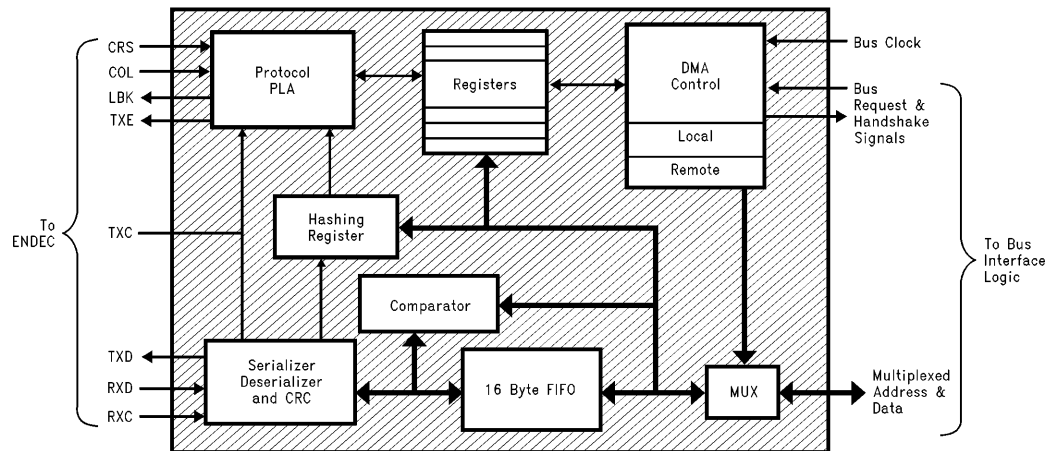 CRS
COL
LBK
TXE
To
ENDEC
TXC
TXD
RXD
RXC
Protocol
PLA
Registers
DMA
Control
Local
Remote
Hashing
Register
Comparator
Serializer
Deserializer
and CRC
16 Byte FIFO
MUX
Bus Clock
Bus
Request &
Handshake
Signals
To Bus
Interface
Logic
Multiplexed
Address &
Data